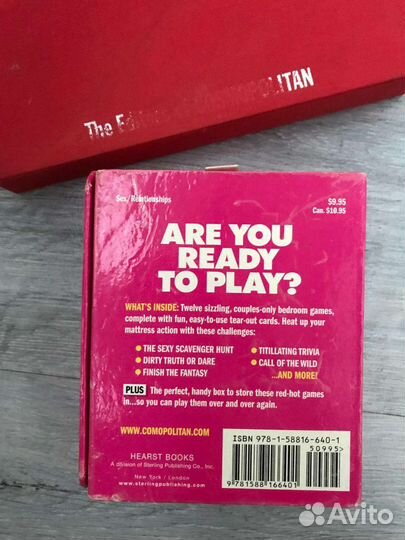 The Editors of COSMOPOLITAN
Sex/Relationships
$9.95
Can. $10.95
ARE YOU
READY
TO PLAY?
WHAT'S INSIDE: Twelve sizzling, couples-only bedroom games,
complete with fun, easy-to-use tear-out cards. Heat up your
mattress action with these challenges:
• THE SEXY SCAVENGER HUNT
• DIRTY TRUTH OR DARE
• FINISH THE FANTASY
• TITILLATING TRIVIA
• CALL OF THE WILD
...AND MORE!
PLUS The perfect, handy box to store these red-hot games
in...so you can play them over and over again.
WWW.COMOPOLITAN.COM
HEARST BOOKS
A division of Sterling Publishing Co., Inc.
New York / London
www.sterlingpublishing.com
ISBN 978-1-58816-640-1
50995>
9 781588 166401
Avito